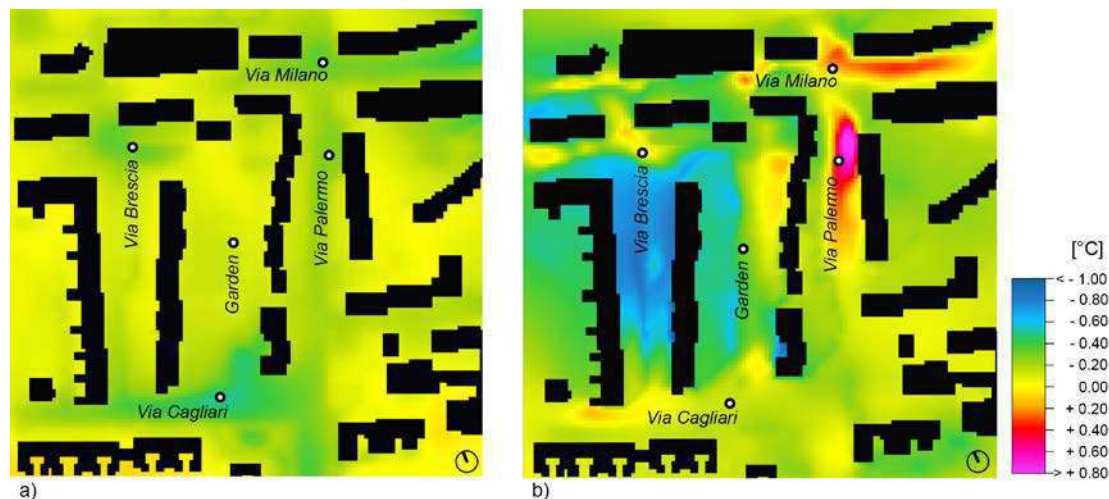 Via Milano
Via Brescia
Garden
Via Palermo
Via Cagliari
a)
Via Milano
Via Brescia
Garden
Via Palermo
Via Cagliari
b)
[°C]
< - 1.00
- 0.80
- 0.60
- 0.40
- 0.20
0.00
+ 0.20
+ 0.40
+ 0.60
> + 0.80